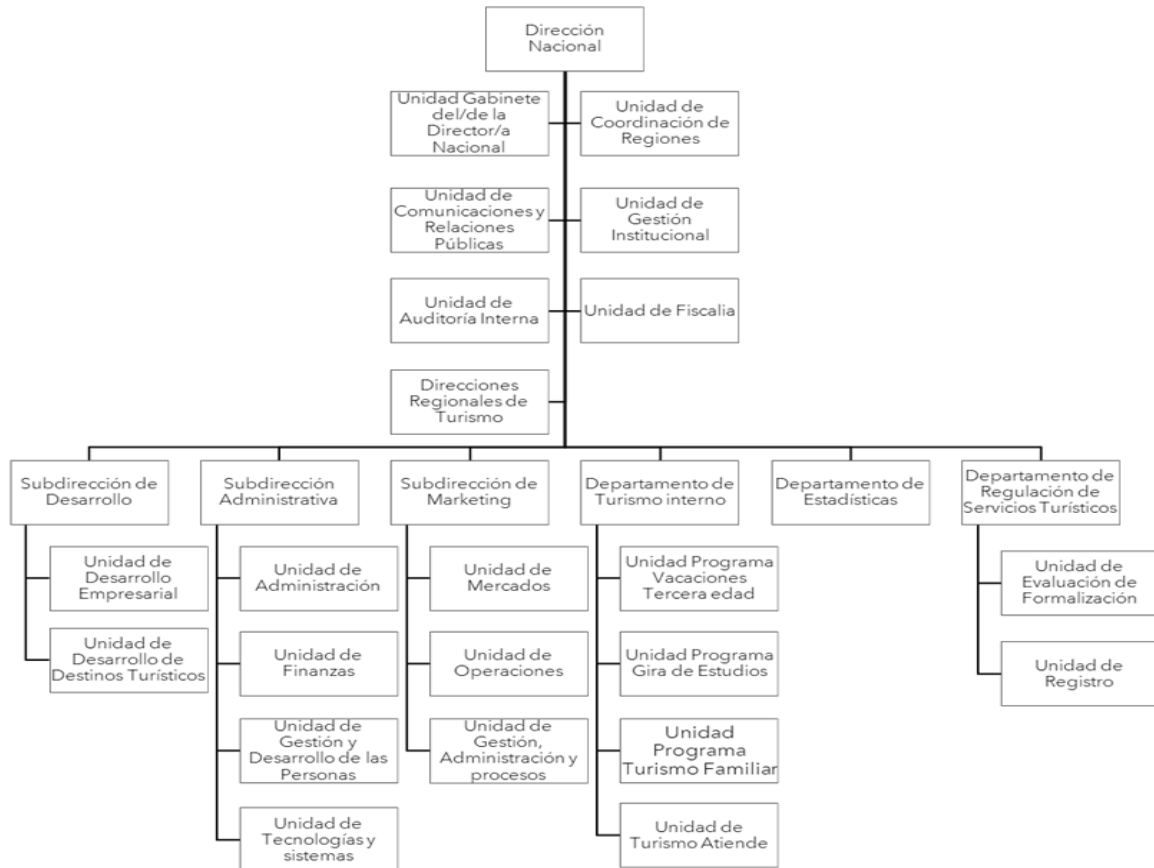 Dirección
Nacional
Unidad Gabinete
del/de la
Director/a
Nacional
Unidad de
Coordinación de
Regiones
Unidad de
Comunicaciones y
Relaciones
Públicas
Unidad de
Gestión
Institucional
Unidad de
Auditoría Interna
Unidad de Fiscalia
Direcciones
Regionales de
Turismo
Subdirección de
Desarrollo
Subdirección
Administrativa
Subdirección
de Marketing
Departamento de
Turismo interno
Departamento de
Estadísticas
Departamento de
Regulación de
Servicios Turísticos
Unidad de
Desarrollo
Empresarial
Unidad de
Desarrollo de
Destinos Turísticos
Unidad de
Administración
Unidad de
Finanzas
Unidad de
Gestión y
Desarrollo de las
Personas
Unidad de
Tecnologías y
sistemas
Unidad de
Mercados
Unidad de
Operaciones
Unidad de
Gestión,
Administración y
procesos
Unidad Programa
Vacaciones
Tercera edad
Unidad Programa
Gira de Estudios
Unidad
Programa
Turismo Familiar
Unidad de
Turismo Atiende
Unidad de
Evaluación de
Formalización
Unidad de
Registro